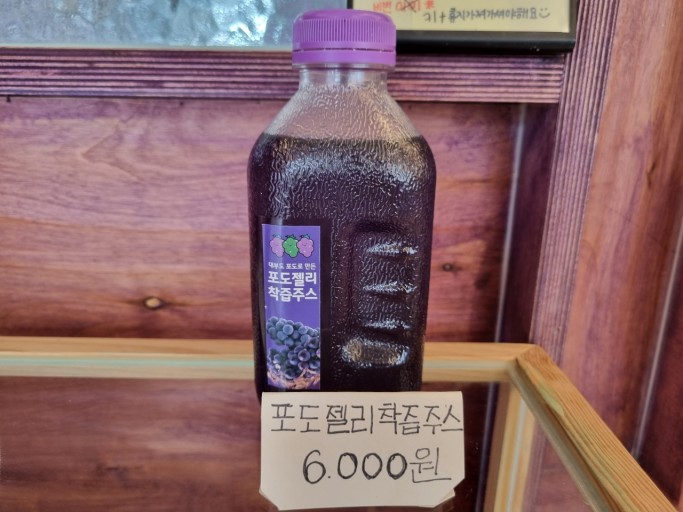 대부도 포도로 만든
포도젤리
착즙주스
포도젤리착즙주스
6.000원